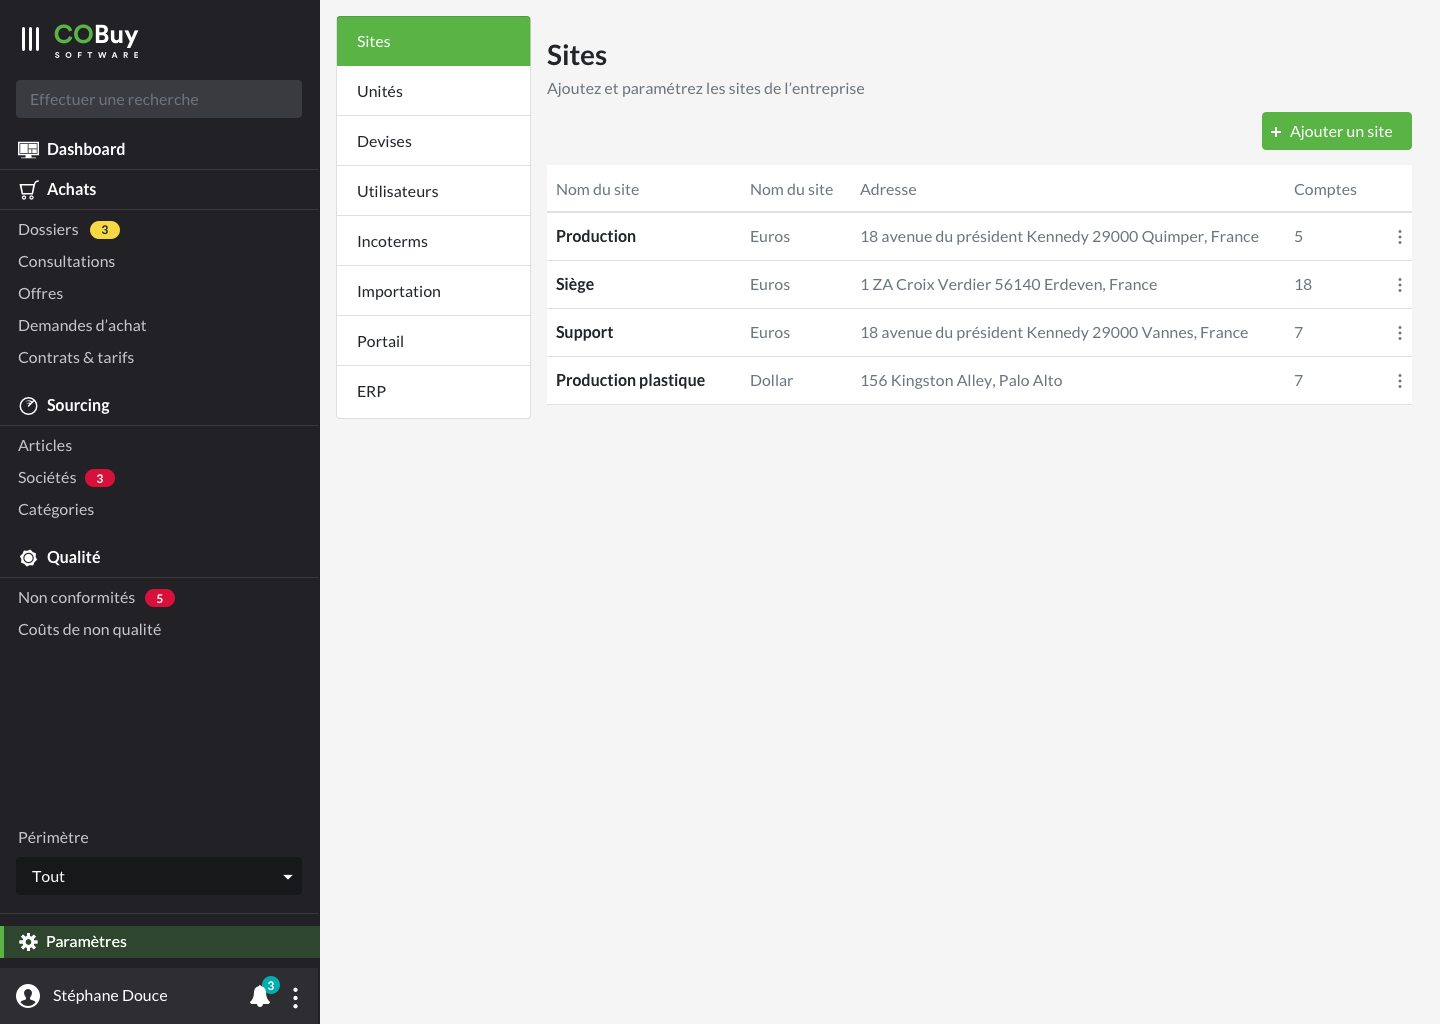 COBuy
SOFTWARE
Effectuer une recherche
Dashboard
Achats
Dossiers 3
Consultations
Offres
Demandes d’achat
Contrats & tarifs
Sourcing
Articles
Sociétés 3
Catégories
Qualité
Non conformités 5
Coûts de non qualité
Périmètre
Tout
Paramètres
Stéphane Douce 3
Sites
Unités
Devises
Utilisateurs
Incoterms
Importation
Portail
ERP
Sites
Ajoutez et paramétrez les sites de l’entreprise
+ Ajouter un site
Nom du site Nom du site Adresse Comptes
Production Euros 18 avenue du président Kennedy 29000 Quimper, France 5
Siège Euros 1 ZA Croix Verdier 56140 Erdeven, France 18
Support Euros 18 avenue du président Kennedy 29000 Vannes, France 7
Production plastique Dollar 156 Kingston Alley, Palo Alto 7